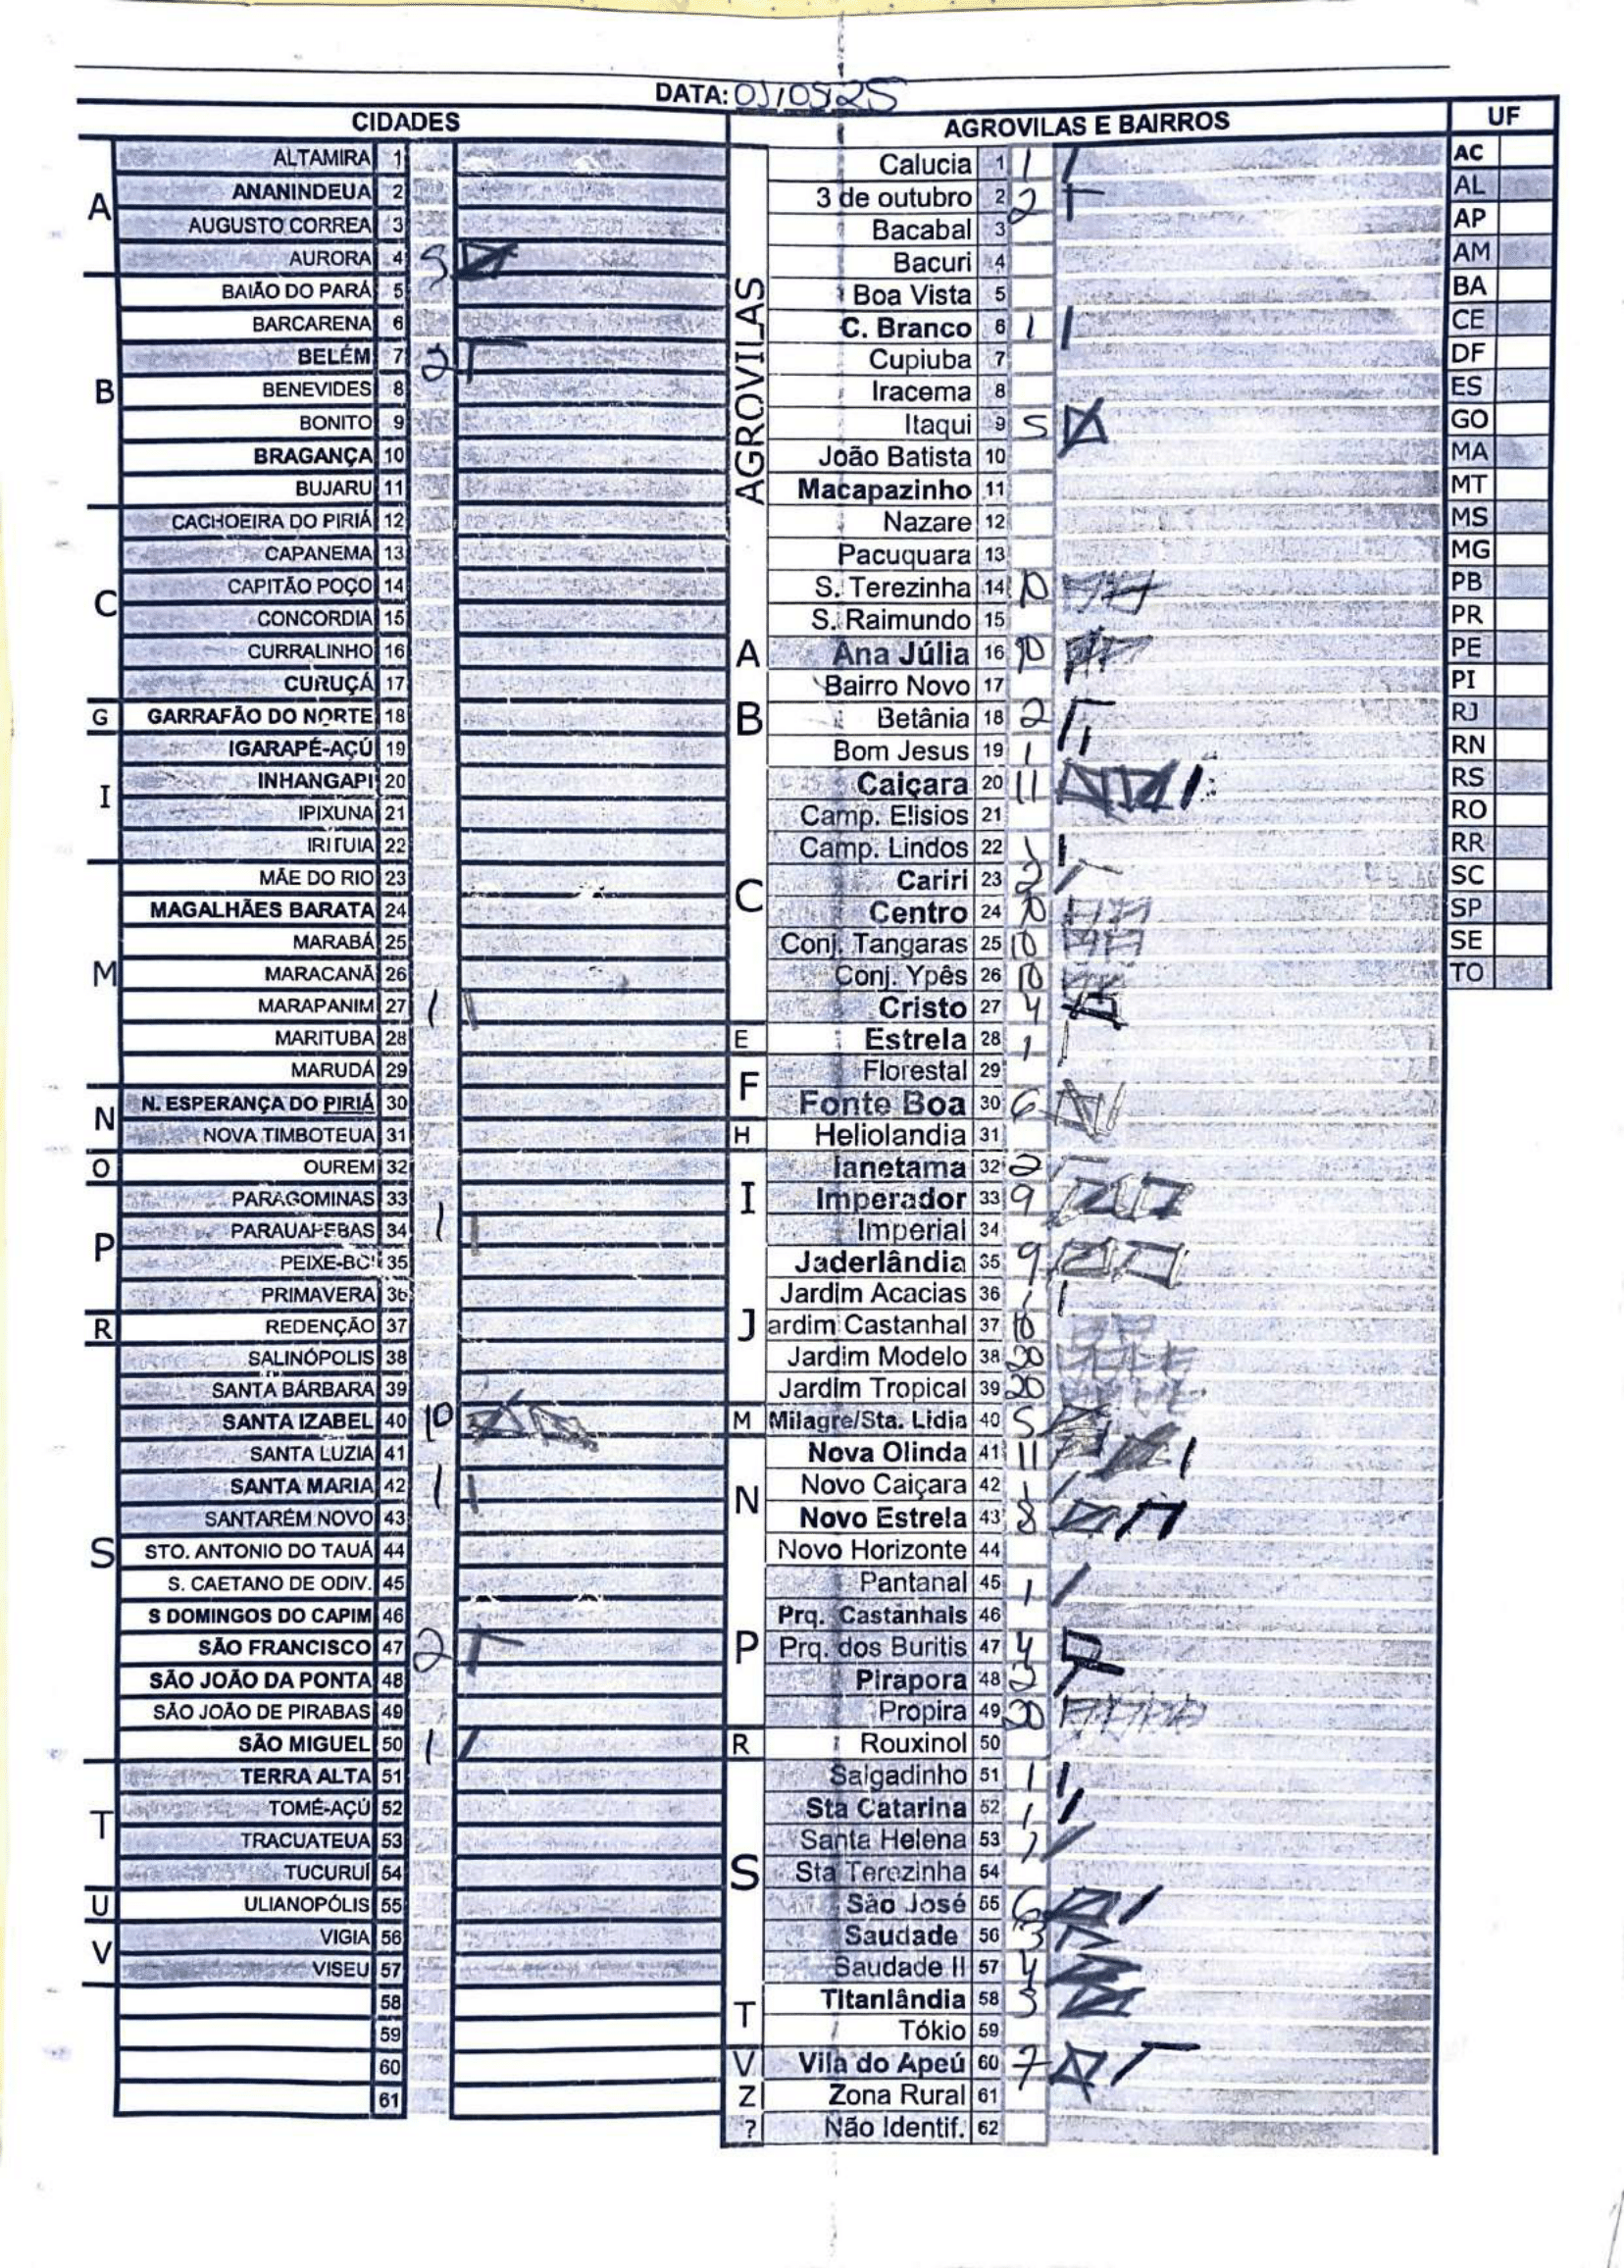 DATA: 01/09/25
CIDADES
A
ALTAMIRA 1
ANANINDEUA 2
AUGUSTO CORREA 3
AURORA 4 5
B
BAIÃO DO PARÁ 5
BARCARENA 6
BELÉM 7 2
BENEVIDES 8
BONITO 9
BRAGANÇA 10
BUJARU 11
C
CACHOEIRA DO PIRIÁ 12
CAPANEMA 13
CAPITÃO POÇO 14
CONCORDIA 15
CURRALINHO 16
CURUÇÁ 17
G
GARRAFÃO DO NORTE 18
I
IGARAPÉ-AÇÚ 19
INHANGAPI 20
IPIXUNA 21
IRITUIA 22
M
MÃE DO RIO 23
MAGALHÃES BARATA 24
MARABÁ 25
MARACANÃ 26
MARAPANIM 27 1
MARITUBA 28
MARUDÁ 29
N
N. ESPERANÇA DO PIRIÁ 30
NOVA TIMBOTEUA 31
O
OUREM 32
P
PARAGOMINAS 33
PARAUAPEBAS 34 1
PEIXE-BOI 35
PRIMAVERA 36
R
REDENÇÃO 37
S
SALINÓPOLIS 38
SANTA BÁRBARA 39
SANTA IZABEL 40 10
SANTA LUZIA 41
SANTA MARIA 42 1
SANTARÉM NOVO 43
STO. ANTONIO DO TAUÁ 44
S. CAETANO DE ODIV. 45
S DOMINGOS DO CAPIM 46
SÃO FRANCISCO 47 2
SÃO JOÃO DA PONTA 48
SÃO JOÃO DE PIRABAS 49
SÃO MIGUEL 50 1
T
TERRA ALTA 51
TOMÉ-AÇÚ 52
TRACUATEUA 53
TUCURUÍ 54
U
ULIANOPÓLIS 55
V
VIGIA 56
VISEU 57
58
59
60
61
AGROVILAS E BAIRROS
AGROVILAS
Calucia 1 1
3 de outubro 2 2
Bacabal 3
Bacuri 4
Boa Vista 5
C. Branco 6 1
Cupiuba 7
Iracema 8
Itaqui 9 5
João Batista 10
Macapazinho 11
Nazare 12
Pacuquara 13
S. Terezinha 14 10
S. Raimundo 15
A
Ana Júlia 16 10
B
Bairro Novo 17
Betânia 18 2
Bom Jesus 19 1
C
Caiçara 20 11
Camp. Elisios 21
Camp. Lindos 22 1
Cariri 23 2
Centro 24 10
Conj. Tangaras 25 10
Conj. Ypês 26 10
Cristo 27 4
E
Estrela 28 1
F
Florestal 29
Fonte Boa 30 6
H
Heliolandia 31
I
Ianetama 32 2
Imperador 33 9
Imperial 34
J
Jaderlândia 35 9
Jardim Acacias 36 1
ardim Castanhal 37 10
Jardim Modelo 38 20
Jardim Tropical 39 20
M
Milagre/Sta. Lidia 40 5
N
Nova Olinda 41 11
Novo Caiçara 42 1
Novo Estrela 43 8
Novo Horizonte 44
P
Pantanal 45 1
Prq. Castanhais 46
Prq. dos Buritis 47 4
Pirapora 48 2
Propira 49 20
R
Rouxinol 50
S
Salgadinho 51 1
Sta Catarina 52 1
Santa Helena 53 1
Sta Terezinha 54
São José 55 6
Saudade 56 3
Saudade II 57 4
T
Titanlândia 58 5
Tókio 59
V
Vila do Apeú 60 7
Z
Zona Rural 61
?
Não Identif. 62
UF
AC
AL
AP
AM
BA
CE
DF
ES
GO
MA
MT
MS
MG
PB
PR
PE
PI
RJ
RN
RS
RO
RR
SC
SP
SE
TO